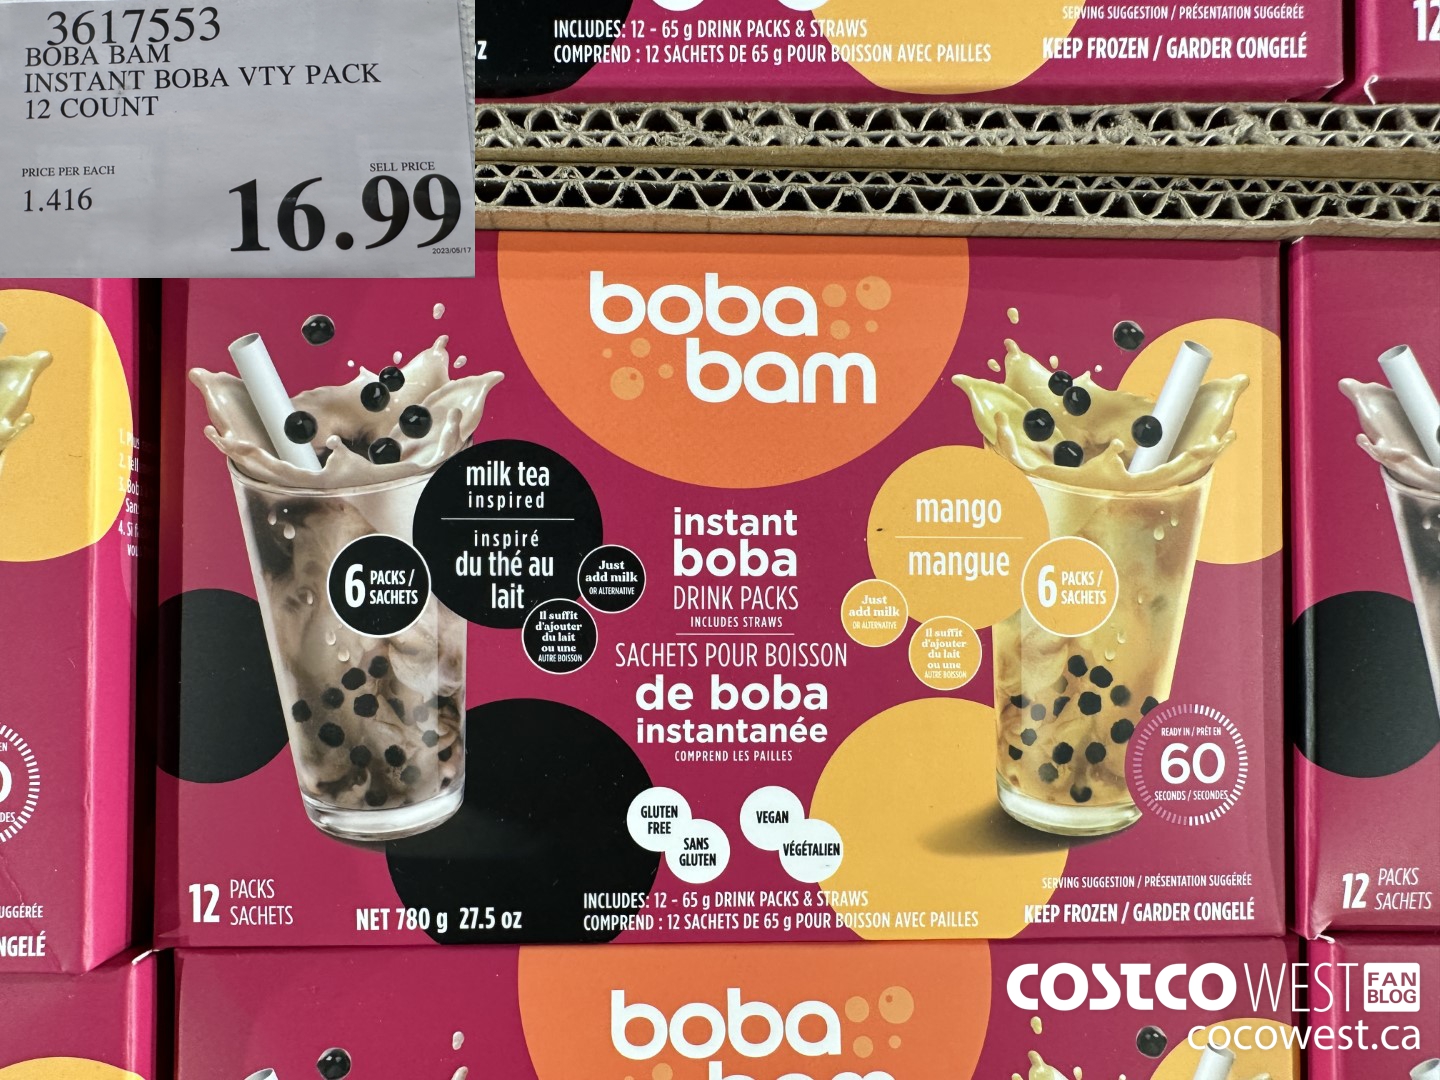 3617553
BOBA BAM
INSTANT BOBA VTY PACK
12 COUNT
PRICE PER EACH
1.416
SELL PRICE
16.99
2023/05/17
INCLUDES: 12 - 65 g DRINK PACKS & STRAWS
COMPREND : 12 SACHETS DE 65 g POUR BOISSON AVEC PAILLES
SERVING SUGGESTION / PRÉSENTATION SUGGÉRÉE
KEEP FROZEN / GARDER CONGELÉ
12
boba
bam
milk tea
inspired
inspiré
du thé au
lait
6 PACKS /
SACHETS
Just
add milk
OR ALTERNATIVE
Il suffit
d'ajouter
du lait
ou une
AUTRE BOISSON
instant
boba
DRINK PACKS
INCLUDES STRAWS
SACHETS POUR BOISSON
de boba
instantanée
COMPREND LES PAILLES
mango
mangue
6 PACKS /
SACHETS
Just
add milk
OR ALTERNATIVE
Il suffit
d'ajouter
du lait
ou une
AUTRE BOISSON
READY IN / PRÊT EN
60
SECONDS / SECONDES
GLUTEN
FREE
SANS
GLUTEN
VEGAN
VÉGÉTALIEN
12 PACKS
SACHETS
NET 780 g 27.5 oz
INCLUDES: 12 - 65 g DRINK PACKS & STRAWS
COMPREND : 12 SACHETS DE 65 g POUR BOISSON AVEC PAILLES
SERVING SUGGESTION / PRÉSENTATION SUGGÉRÉE
KEEP FROZEN / GARDER CONGELÉ
12 PACKS
SACHETS
boba
bam
COSTCO WEST FAN
BLOG
cocowest.ca